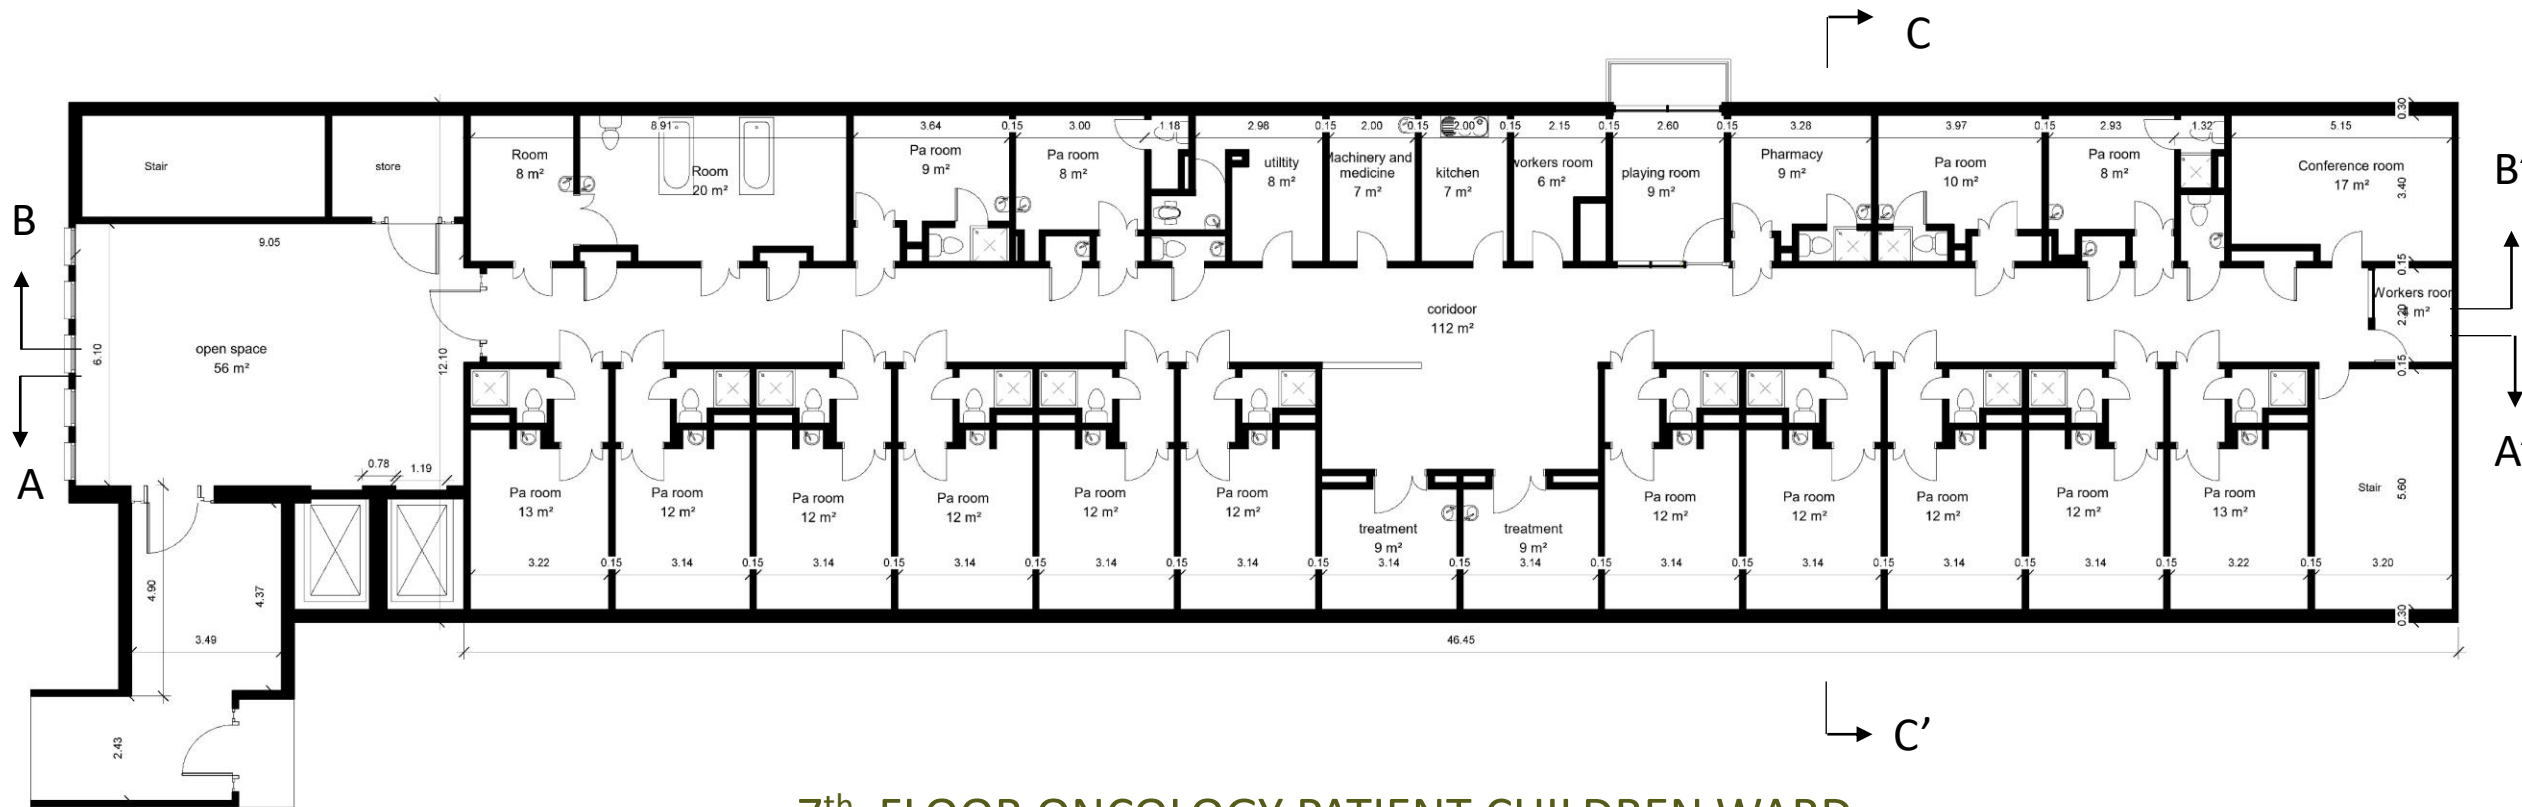 C
8.91
3.64
0.15
3.00
1.18
2.98
0.15
2.00
0.15
2.00
0.15
2.15
0.15
2.60
0.15
3.28
3.97
0.15
2.93
1.32
5.15
0.30
Stair
store
Room
8 m²
Room
20 m²
Pa room
9 m²
Pa room
8 m²
utiltity
8 m²
Machinery and
medicine
7 m²
kitchen
7 m²
workers room
6 m²
playing room
9 m²
Pharmacy
9 m²
Pa room
10 m²
Pa room
8 m²
Conference room
17 m²
3.40
B
B'
9.05
0.15
Workers room
2.20
6.10
open space
56 m²
12.10
coridoor
112 m²
0.15
A
A'
0.78
1.19
Pa room
13 m²
Pa room
12 m²
Pa room
12 m²
Pa room
12 m²
Pa room
12 m²
Pa room
12 m²
treatment
9 m²
treatment
9 m²
Pa room
12 m²
Pa room
12 m²
Pa room
12 m²
Pa room
12 m²
Pa room
13 m²
Stair
5.60
3.22
0.15
3.14
0.15
3.14
0.15
3.14
0.15
3.14
0.15
3.14
0.15
3.14
0.15
3.14
0.15
3.14
0.15
3.14
0.15
3.14
0.15
3.14
0.15
3.22
0.15
3.20
4.90
4.37
0.30
3.49
46.45
2.43
C'
7th FLOOR ONCOLOGY PATIENT CHILDREN WARD